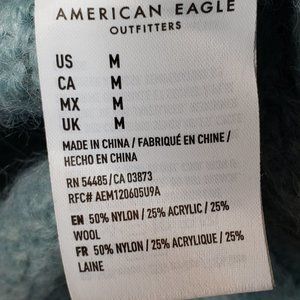 AMERICAN EAGLE
OUTFITTERS
US M
CA M
MX M
UK M
MADE IN CHINA / FABRIQUÉ EN CHINE /
HECHO EN CHINA
RN 54485/CA 03873
RFC# AEM120605U9A
EN 50% NYLON / 25% ACRYLIC / 25%
WOOL
FR 50% NYLON / 25% ACRYLIQUE / 25%
LAINE